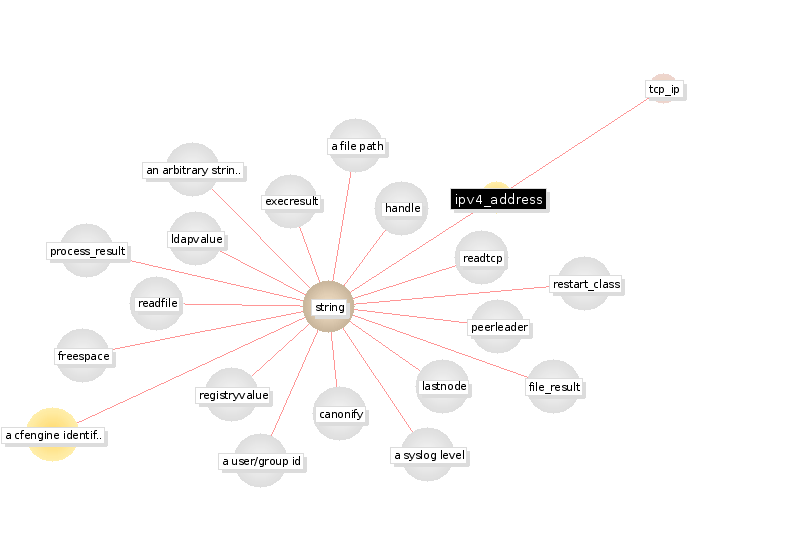 tcp_ip
a file path
an arbitrary strin..
ipv4_address
execresult
handle
ldapvalue
process_result
readtcp
restart_class
readfile
string
peerleader
freespace
lastnode
file_result
registryvalue
canonify
a cfengine identif..
a syslog level
a user/group id